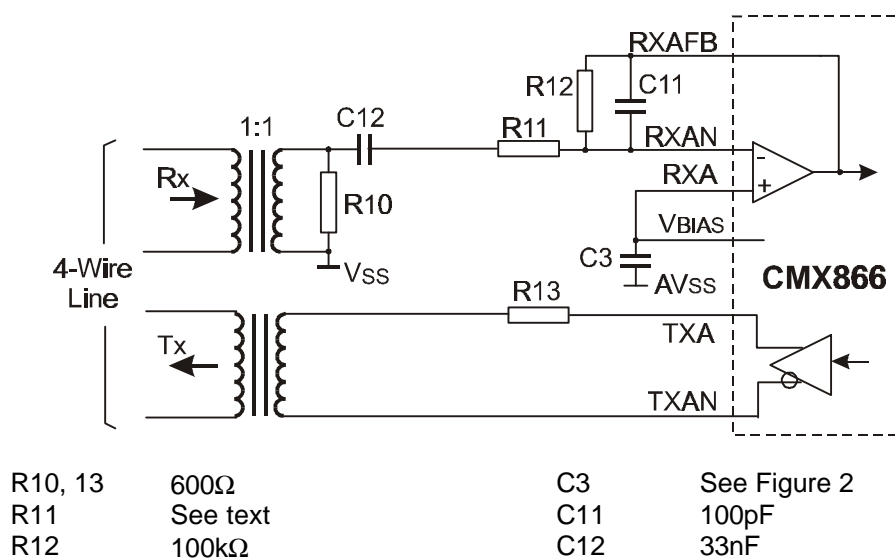 RXAFB
R12
C11
1:1
C12
R11
RXAN
Rx
R10
RXA
-
+
VBIAS
4-Wire
Line
VSS
C3
AVSS
CMX866
R13
Tx
TXA
TXAN
R10, 13 600Ω C3 See Figure 2
R11 See text C11 100pF
R12 100kΩ C12 33nF